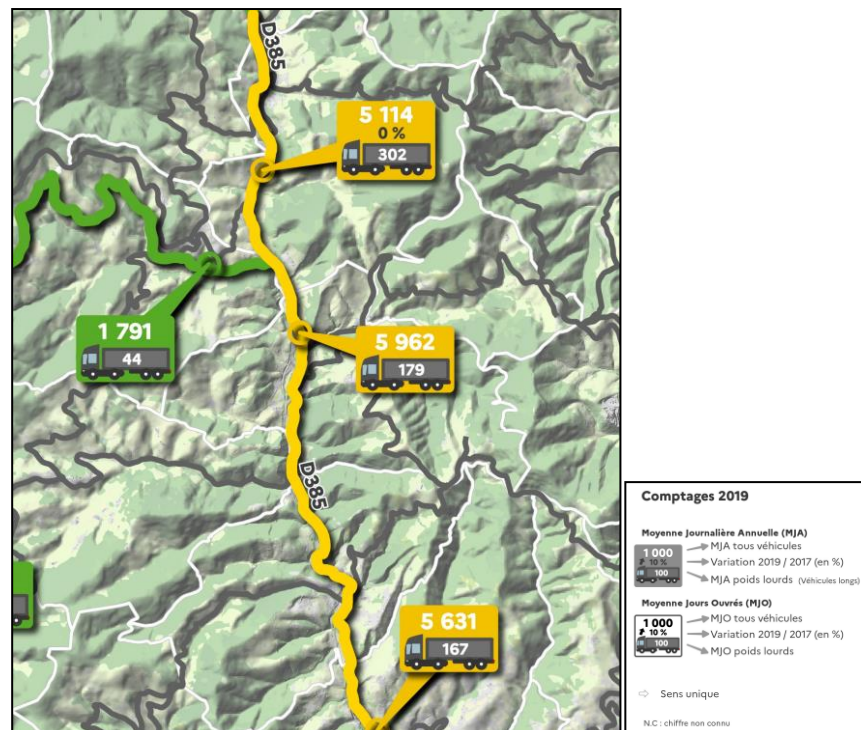 D385
5 114
0 %
302
1 791
44
5 962
179
D385
5 631
167
Comptages 2019
Moyenne Journalière Annuelle (MJA)
1 000
10 %
100
MJA tous véhicules
Variation 2019 / 2017 (en %)
MJA poids lourds (Véhicules longs)
Moyenne Jours Ouvrés (MJO)
1 000
10 %
100
MJO tous véhicules
Variation 2019 / 2017 (en %)
MJO poids lourds
Sens unique
N.C : chiffre non connu